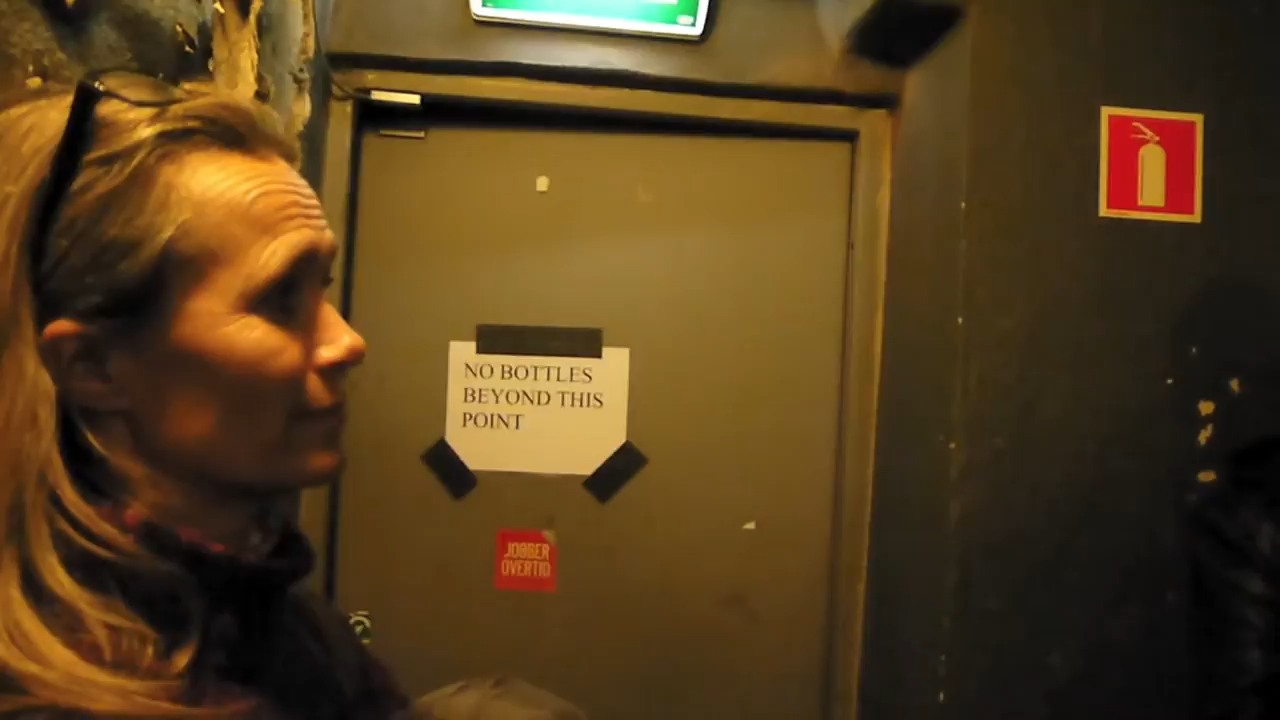 NO BOTTLES
BEYOND THIS
POINT
JOBBER
OVERTID